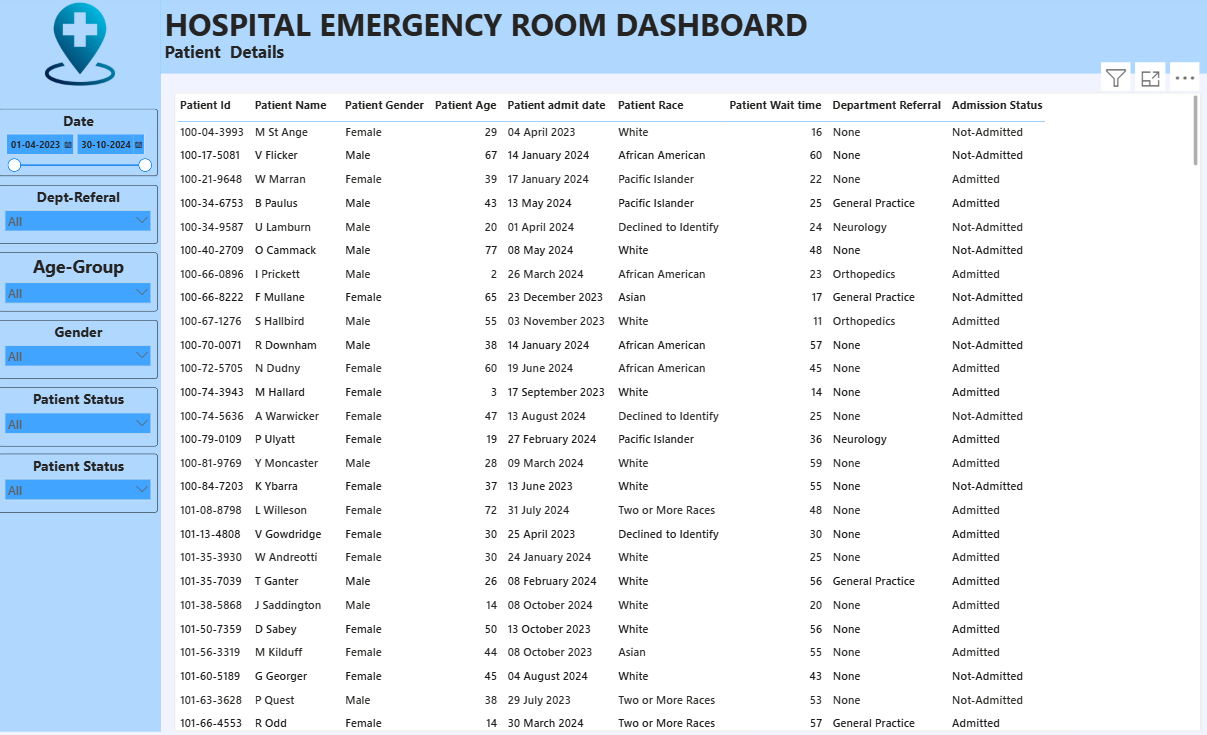 HOSPITAL EMERGENCY ROOM DASHBOARD
Patient Details
Date
01-04-2023 30-10-2024
Dept-Referal
All
Age-Group
All
Gender
All
Patient Status
All
Patient Status
All
Patient Id Patient Name Patient Gender Patient Age Patient admit date Patient Race Patient Wait time Department Referral Admission Status
100-04-3993 M St Ange Female 29 04 April 2023 White 16 None Not-Admitted
100-17-5081 V Flicker Male 67 14 January 2024 African American 60 None Not-Admitted
100-21-9648 W Marran Female 39 17 January 2024 Pacific Islander 22 None Admitted
100-34-6753 B Paulus Male 43 13 May 2024 Pacific Islander 25 General Practice Admitted
100-34-9587 U Lamburn Male 20 01 April 2024 Declined to Identify 24 Neurology Not-Admitted
100-40-2709 O Cammack Male 77 08 May 2024 White 48 None Not-Admitted
100-66-0896 I Prickett Male 2 26 March 2024 African American 23 Orthopedics Admitted
100-66-8222 F Mullane Female 65 23 December 2023 Asian 17 General Practice Not-Admitted
100-67-1276 S Hallbird Male 55 03 November 2023 White 11 Orthopedics Admitted
100-70-0071 R Downham Male 38 14 January 2024 African American 57 None Not-Admitted
100-72-5705 N Dudny Female 60 19 June 2024 African American 45 None Admitted
100-74-3943 M Hallard Female 3 17 September 2023 White 14 None Admitted
100-74-5636 A Warwicker Female 47 13 August 2024 Declined to Identify 25 None Not-Admitted
100-79-0109 P Ulyatt Female 19 27 February 2024 Pacific Islander 36 Neurology Admitted
100-81-9769 Y Moncaster Male 28 09 March 2024 White 59 None Admitted
100-84-7203 K Ybarra Female 37 13 June 2023 White 55 None Not-Admitted
101-08-8798 L Willeson Female 72 31 July 2024 Two or More Races 48 None Admitted
101-13-4808 V Gowdridge Female 30 25 April 2023 Declined to Identify 30 None Admitted
101-35-3930 W Andreotti Female 30 24 January 2024 White 25 None Admitted
101-35-7039 T Ganter Male 26 08 February 2024 White 56 General Practice Admitted
101-38-5868 J Saddington Male 14 08 October 2024 White 20 None Admitted
101-50-7359 D Sabey Female 50 13 October 2023 White 56 None Admitted
101-56-3319 M Kilduff Female 44 08 October 2023 Asian 55 None Admitted
101-60-5189 G Georger Female 45 04 August 2024 White 43 None Not-Admitted
101-63-3628 P Quest Male 38 29 July 2023 Two or More Races 53 None Not-Admitted
101-66-4553 R Odd Female 14 30 March 2024 Two or More Races 57 General Practice Admitted